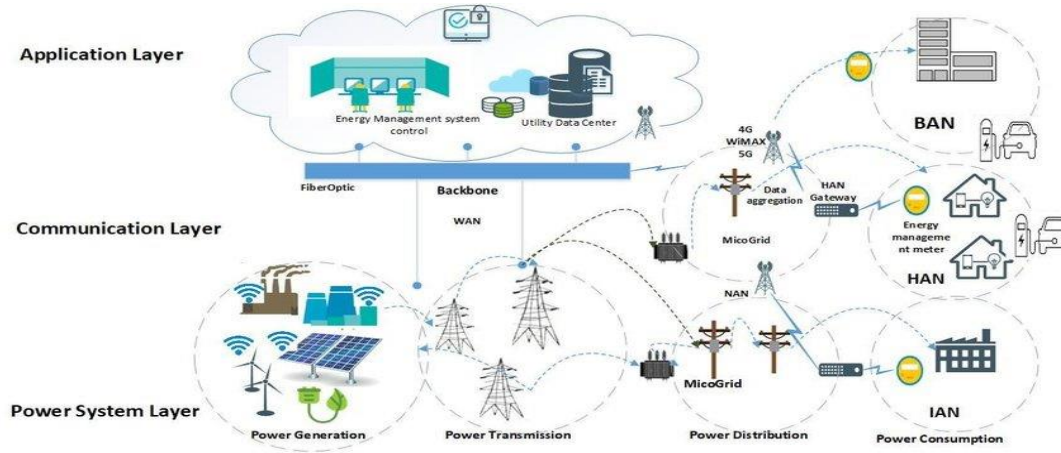 Application Layer
Energy Management system
control
Utility Data Center
4G
WiMAX
5G
BAN
FiberOptic
Backbone
Data
aggregation
HAN
Gateway
WAN
Communication Layer
MicoGrid
Energy
manageme
nt meter
HAN
NAN
MicoGrid
Power System Layer
IAN
Power Generation
Power Transmission
Power Distribution
Power Consumption